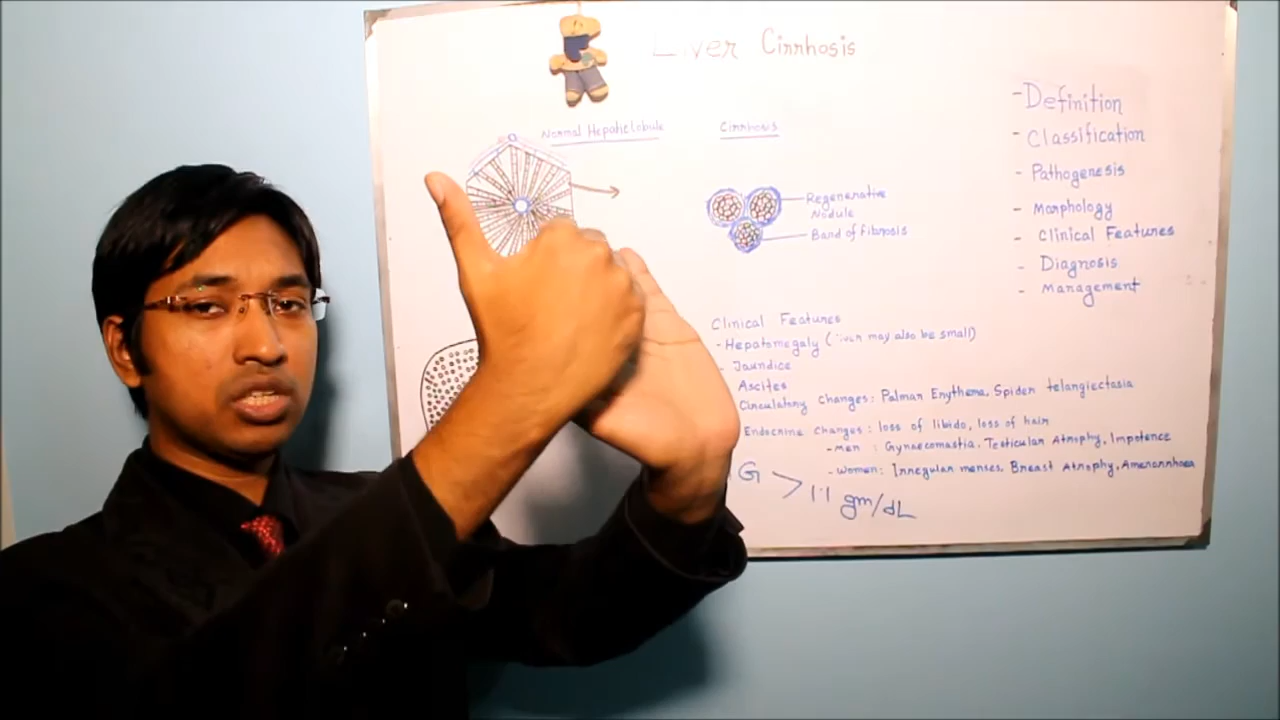 Liver Cirrhosis
Normal Hepatic lobule
Cirrhosis
Regenerative
Nodule
Band of Fibrosis
- Definition
- Classification
- Pathogenesis
- Morphology
- Clinical Features
- Diagnosis
- Management
Clinical Features
- Hepatomegaly (liver may also be small)
- Jaundice
Ascites
Circulatory changes: Palmar Erythema, Spider telangiectasia
Endocrine changes: loss of libido, loss of hair
- Men : Gynaecomastia, Testicular Atrophy, Impotence
- Women: Irregular menses, Breast Atrophy, Amenorrhoea
G > 1.1 gm/dL